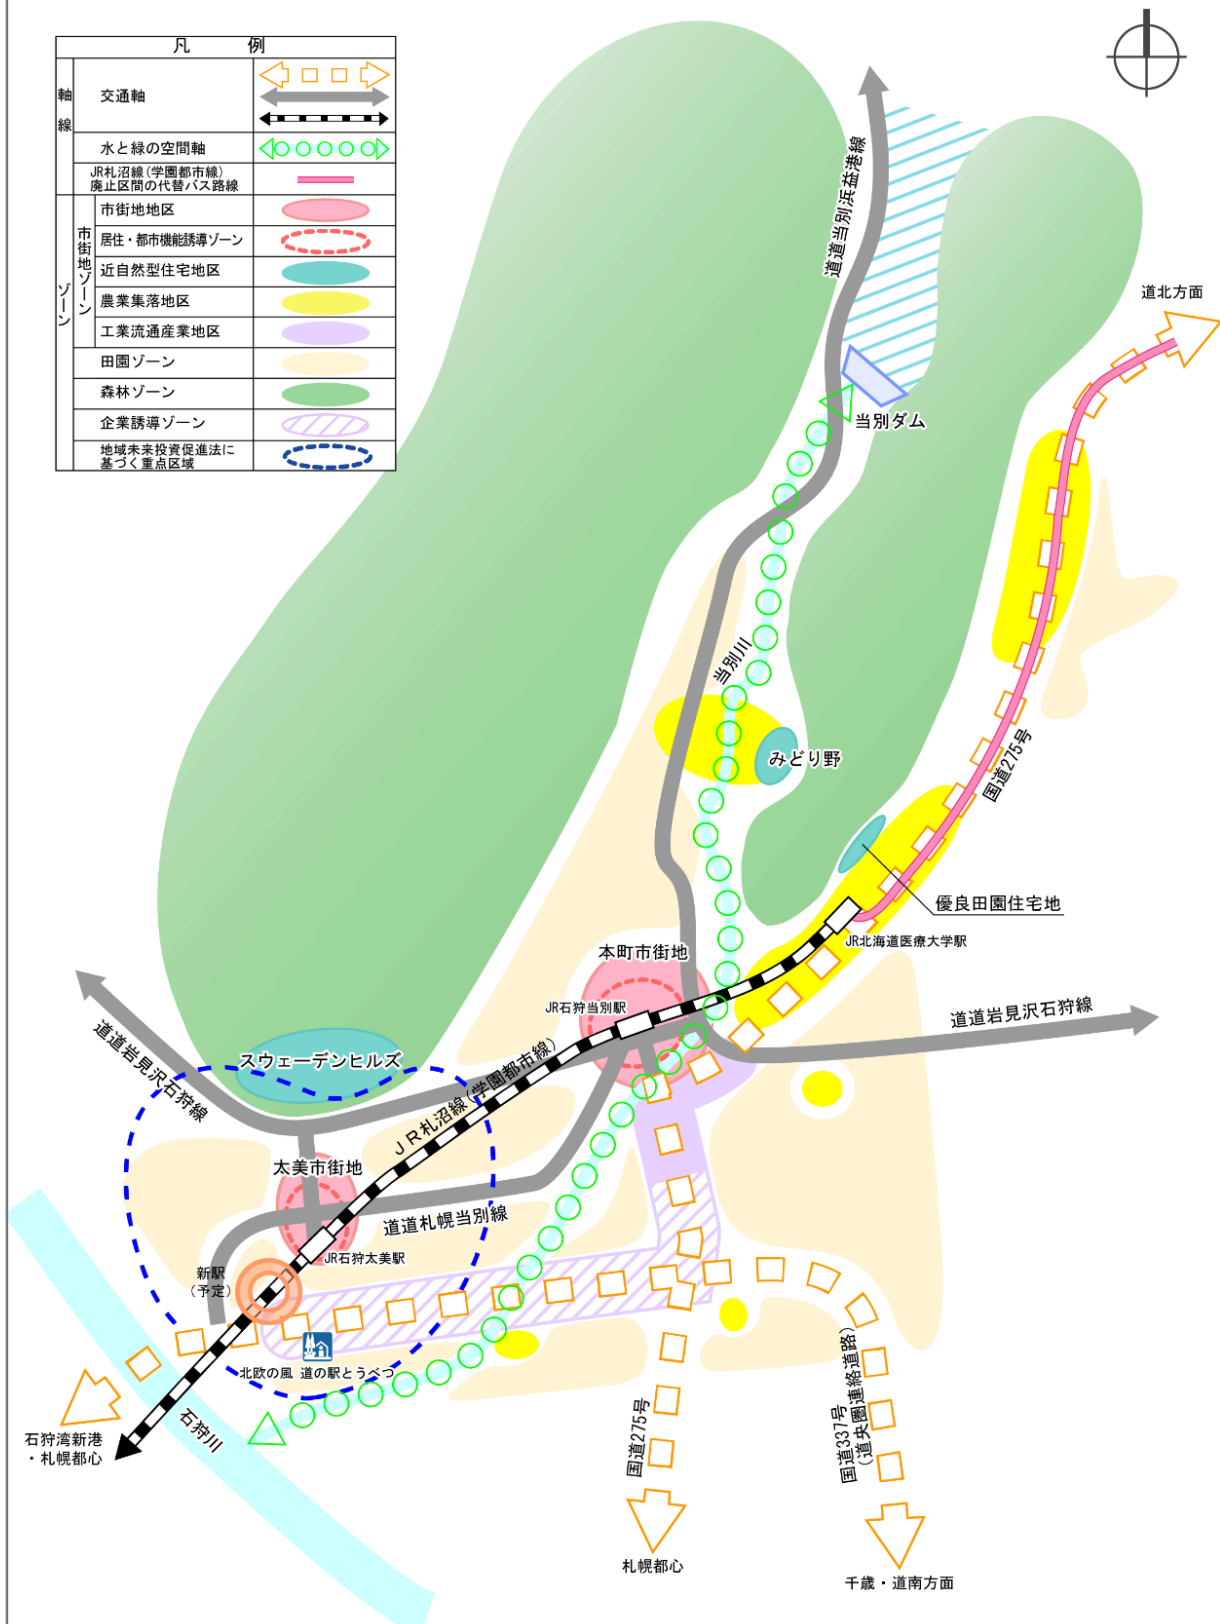 凡　例
軸線
交通軸
水と緑の空間軸
JR札沼線(学園都市線)
廃止区間の代替バス路線
ゾーン
市街地ゾーン
市街地地区
居住・都市機能誘導ゾーン
近自然型住宅地区
農業集落地区
工業流通産業地区
田園ゾーン
森林ゾーン
企業誘導ゾーン
地域未来投資促進法に
基づく重点区域
道道当別浜益港線
道北方面
当別ダム
当別川
みどり野
国道275号
優良田園住宅地
JR北海道医療大学駅
本町市街地
JR石狩当別駅
道道岩見沢石狩線
道道岩見沢石狩線
スウェーデンヒルズ
JR札沼線(学園都市線)
太美市街地
道道札幌当別線
JR石狩太美駅
新駅
(予定)
北欧の風 道の駅とうべつ
石狩川
石狩湾新港
・札幌都心
国道275号
国道337号
(道央圏連絡道路)
札幌都心
千歳・道南方面